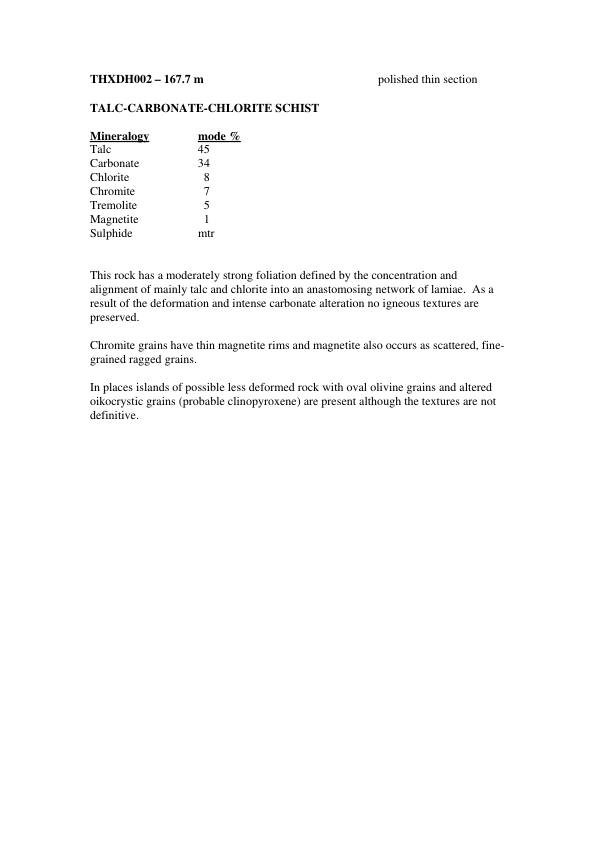 THXDH002 – 167.7 m polished thin section
TALC-CARBONATE-CHLORITE SCHIST
Mineralogy mode %
Talc 45
Carbonate 34
Chlorite 8
Chromite 7
Tremolite 5
Magnetite 1
Sulphide mtr
This rock has a moderately strong foliation defined by the concentration and
alignment of mainly talc and chlorite into an anastomosing network of lamiae. As a
result of the deformation and intense carbonate alteration no igneous textures are
preserved.
Chromite grains have thin magnetite rims and magnetite also occurs as scattered, fine-
grained ragged grains.
In places islands of possible less deformed rock with oval olivine grains and altered
oikocrystic grains (probable clinopyroxene) are present although the textures are not
definitive.